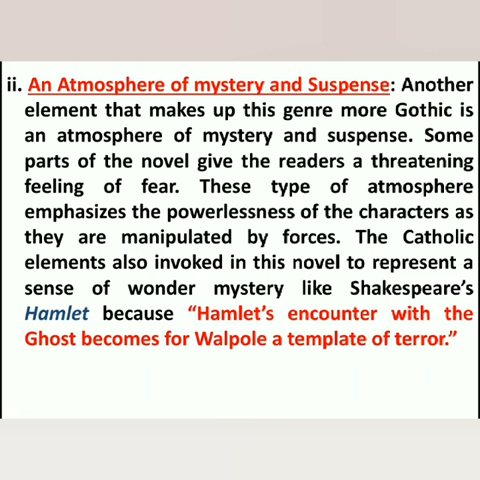 ii. An Atmosphere of mystery and Suspense: Another
element that makes up this genre more Gothic is
an atmosphere of mystery and suspense. Some
parts of the novel give the readers a threatening
feeling of fear. These type of atmosphere
emphasizes the powerlessness of the characters as
they are manipulated by forces. The Catholic
elements also invoked in this novel to represent a
sense of wonder mystery like Shakespeare's
Hamlet because “Hamlet's encounter with the
Ghost becomes for Walpole a template of terror.”